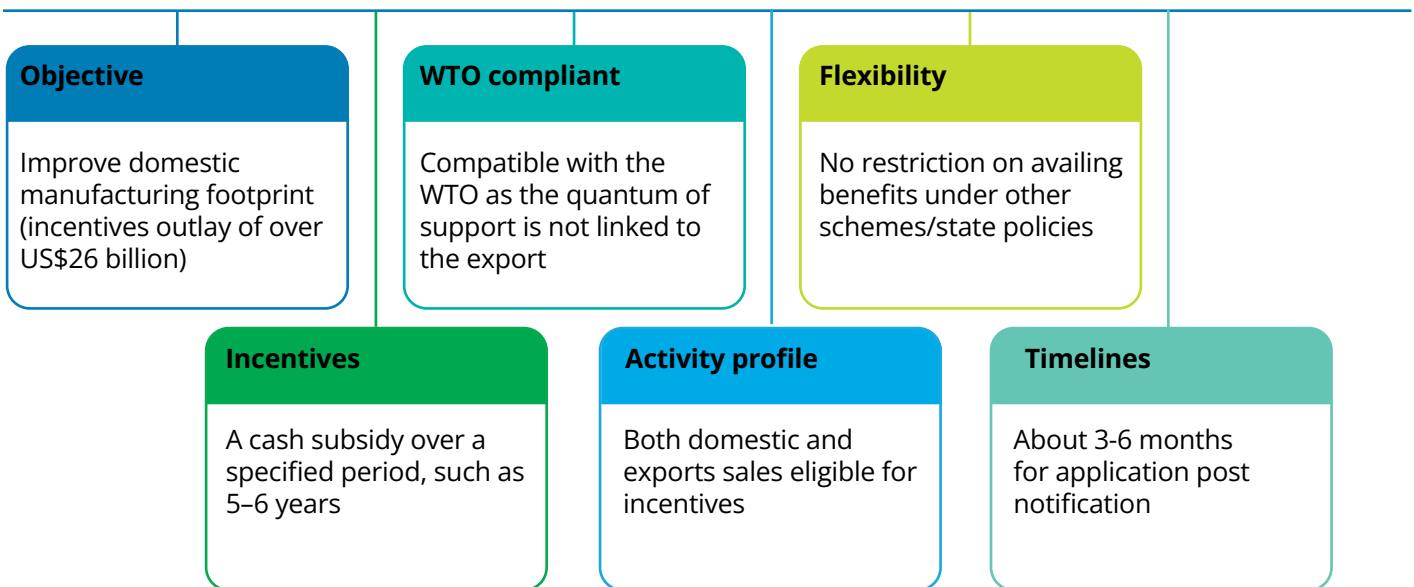 Objective
Improve domestic
manufacturing footprint
(incentives outlay of over
US$26 billion)
WTO compliant
Compatible with the
WTO as the quantum of
support is not linked to
the export
Flexibility
No restriction on availing
benefits under other
schemes/state policies
Incentives
A cash subsidy over a
specified period, such as
5–6 years
Activity profile
Both domestic and
exports sales eligible for
incentives
Timelines
About 3-6 months
for application post
notification